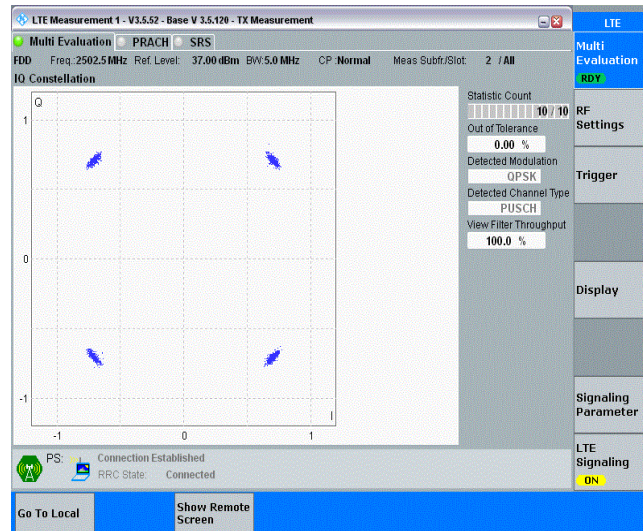 LTE Measurement 1 - V3.5.52 - Base V 3.5.120 - TX Measurement
LTE
Multi Evaluation PRACH SRS
Multi
Evaluation
RDY
FDD Freq.:2502.5 MHz Ref. Level: 37.00 dBm BW:5.0 MHz CP :Normal Meas Subfr./Slot: 2 / All
IQ Constellation
Q
1
0
-1
-1 0 1
I
Statistic Count
10 / 10
Out of Tolerance
0.00 %
Detected Modulation
QPSK
Detected Channel Type
PUSCH
View Filter Throughput
100.0 %
RF
Settings
Trigger
Display
Signaling
Parameter
LTE
Signaling
ON
PS: Connection Established
RRC State: Connected
Go To Local
Show Remote
Screen